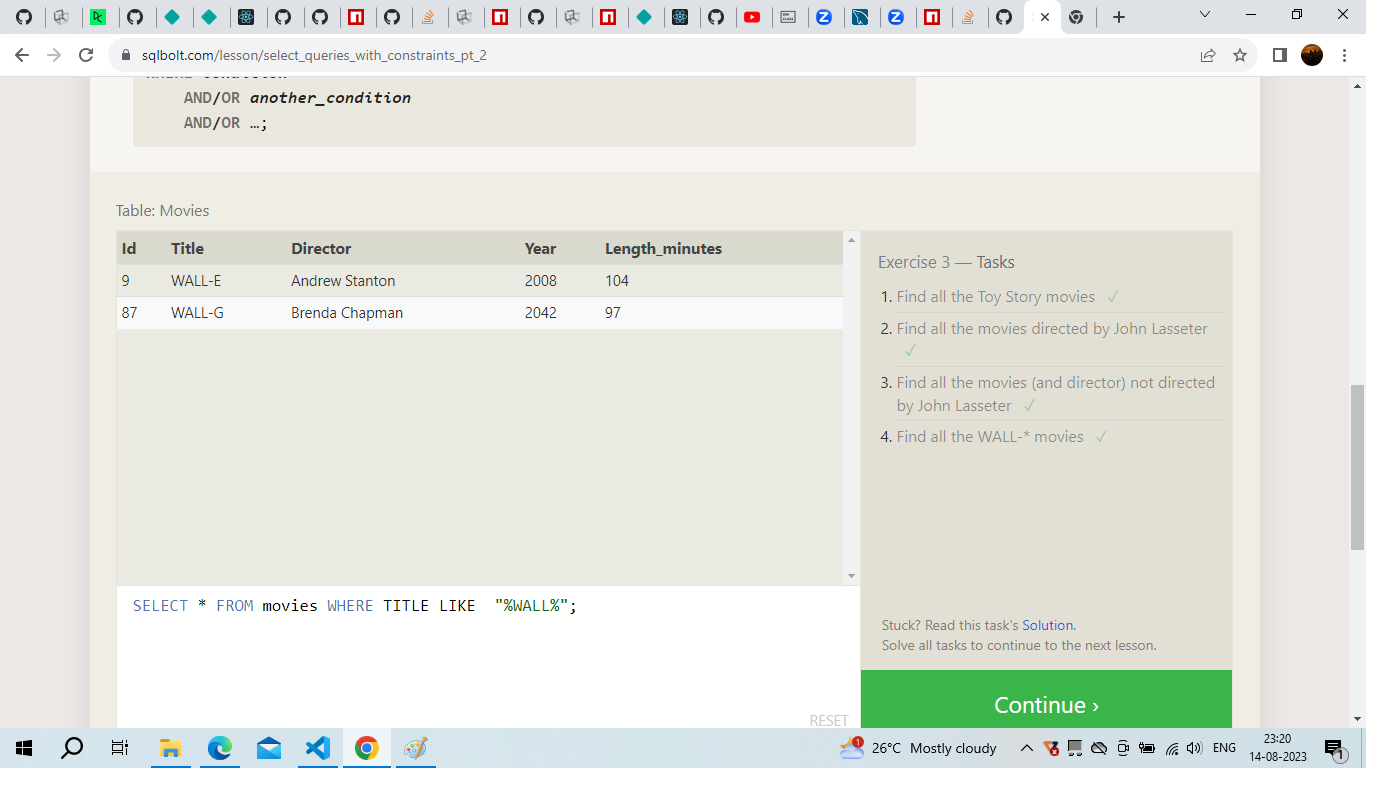 sqlbolt.com/lesson/select_queries_with_constraints_pt_2
AND/OR another_condition
AND/OR …;
Table: Movies
Id Title Director Year Length_minutes
9 WALL-E Andrew Stanton 2008 104
87 WALL-G Brenda Chapman 2042 97
Exercise 3 — Tasks
1. Find all the Toy Story movies ✓
2. Find all the movies directed by John Lasseter
✓
3. Find all the movies (and director) not directed
by John Lasseter ✓
4. Find all the WALL-* movies ✓
SELECT * FROM movies WHERE TITLE LIKE "%WALL%";
Stuck? Read this task's Solution.
Solve all tasks to continue to the next lesson.
RESET
Continue ›
1
26°C Mostly cloudy
ENG
23:20
14-08-2023
1